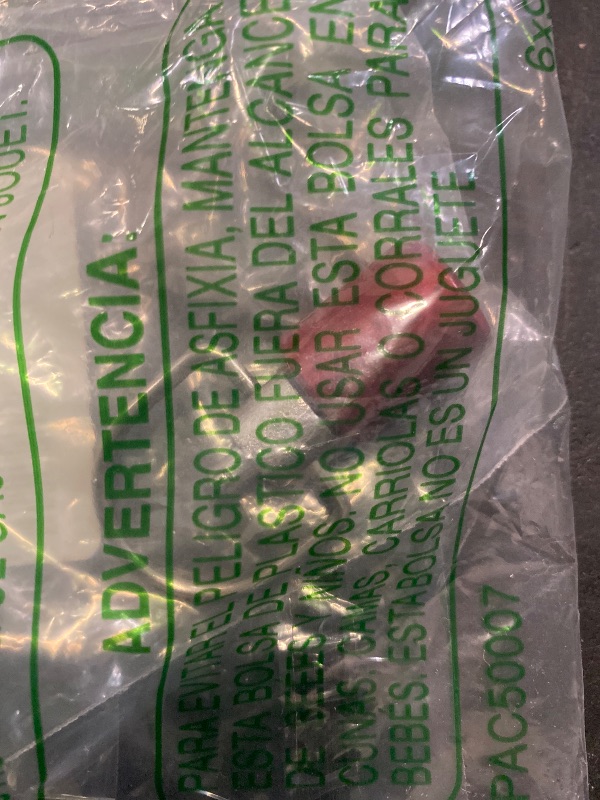 ADVERTENCIA:
PARA EVITAR EL PELIGRO DE ASFIXIA, MANTENGA
ESTA BOLSA DE PLASTICO FUERA DEL ALCANCE
DE BEBES Y NIÑOS. NO USAR ESTA BOLSA EN
CUNAS, CAMAS, CARRIOLAS O CORRALES PARA
BEBÉS. ESTA BOLSA NO ES UN JUGUETE.
PAC50007